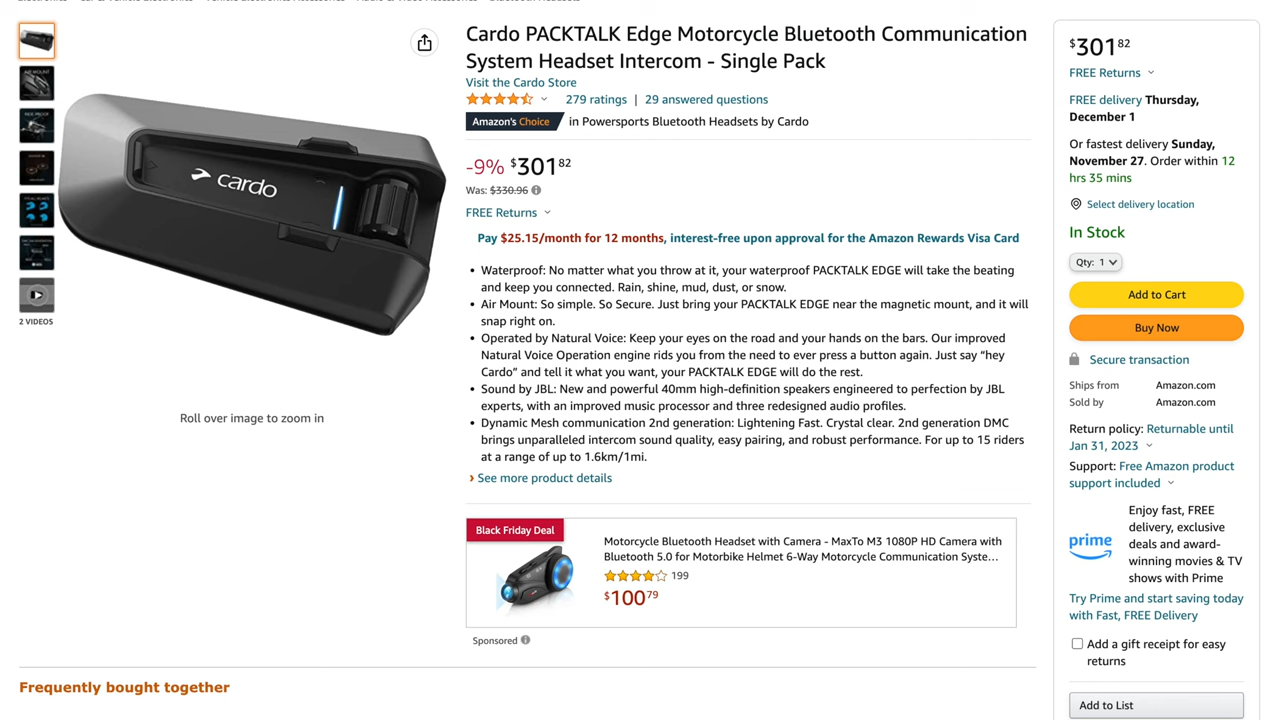 cardo
2 VIDEOS
Roll over image to zoom in
Cardo PACKTALK Edge Motorcycle Bluetooth Communication
System Headset Intercom - Single Pack
Visit the Cardo Store
279 ratings | 29 answered questions
Amazon's Choice in Powersports Bluetooth Headsets by Cardo
-9% $301 82
Was: $330.96
FREE Returns
Pay $25.15/month for 12 months, interest-free upon approval for the Amazon Rewards Visa Card
• Waterproof: No matter what you throw at it, your waterproof PACKTALK EDGE will take the beating
and keep you connected. Rain, shine, mud, dust, or snow.
• Air Mount: So simple. So Secure. Just bring your PACKTALK EDGE near the magnetic mount, and it will
snap right on.
• Operated by Natural Voice: Keep your eyes on the road and your hands on the bars. Our improved
Natural Voice Operation engine rids you from the need to ever press a button again. Just say “hey
Cardo” and tell it what you want, your PACKTALK EDGE will do the rest.
• Sound by JBL: New and powerful 40mm high-definition speakers engineered to perfection by JBL
experts, with an improved music processor and three redesigned audio profiles.
• Dynamic Mesh communication 2nd generation: Lightening Fast. Crystal clear. 2nd generation DMC
brings unparalleled intercom sound quality, easy pairing, and robust performance. For up to 15 riders
at a range of up to 1.6km/1mi.
› See more product details
Black Friday Deal
Motorcycle Bluetooth Headset with Camera - MaxTo M3 1080P HD Camera with
Bluetooth 5.0 for Motorbike Helmet 6-Way Motorcycle Communication Syste...
199
$100 79
Sponsored
Frequently bought together
$301 82
FREE Returns
FREE delivery Thursday,
December 1
Or fastest delivery Sunday,
November 27. Order within 12
hrs 35 mins
Select delivery location
In Stock
Qty: 1
Add to Cart
Buy Now
Secure transaction
Ships from Amazon.com
Sold by Amazon.com
Return policy: Returnable until
Jan 31, 2023
Support: Free Amazon product
support included
prime
Enjoy fast, FREE
delivery, exclusive
deals and award-
winning movies & TV
shows with Prime
Try Prime and start saving today
with Fast, FREE Delivery
Add a gift receipt for easy
returns
Add to List